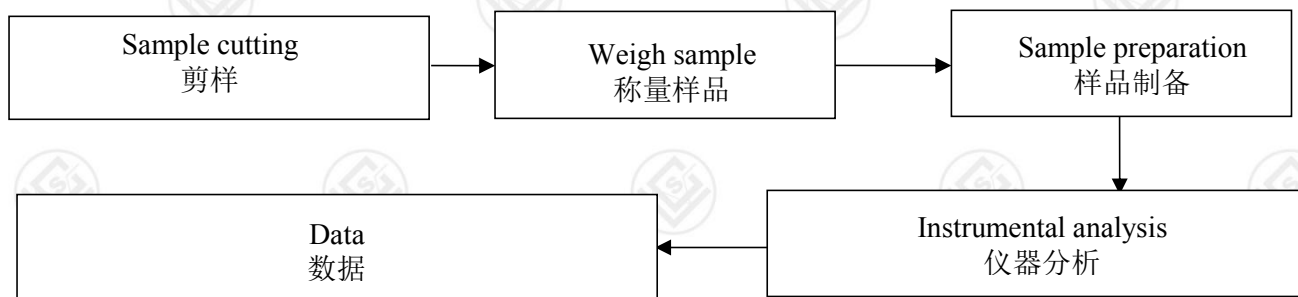 Sample cutting
剪样
Weigh sample
称量样品
Sample preparation
样品制备
Instrumental analysis
仪器分析
Data
数据